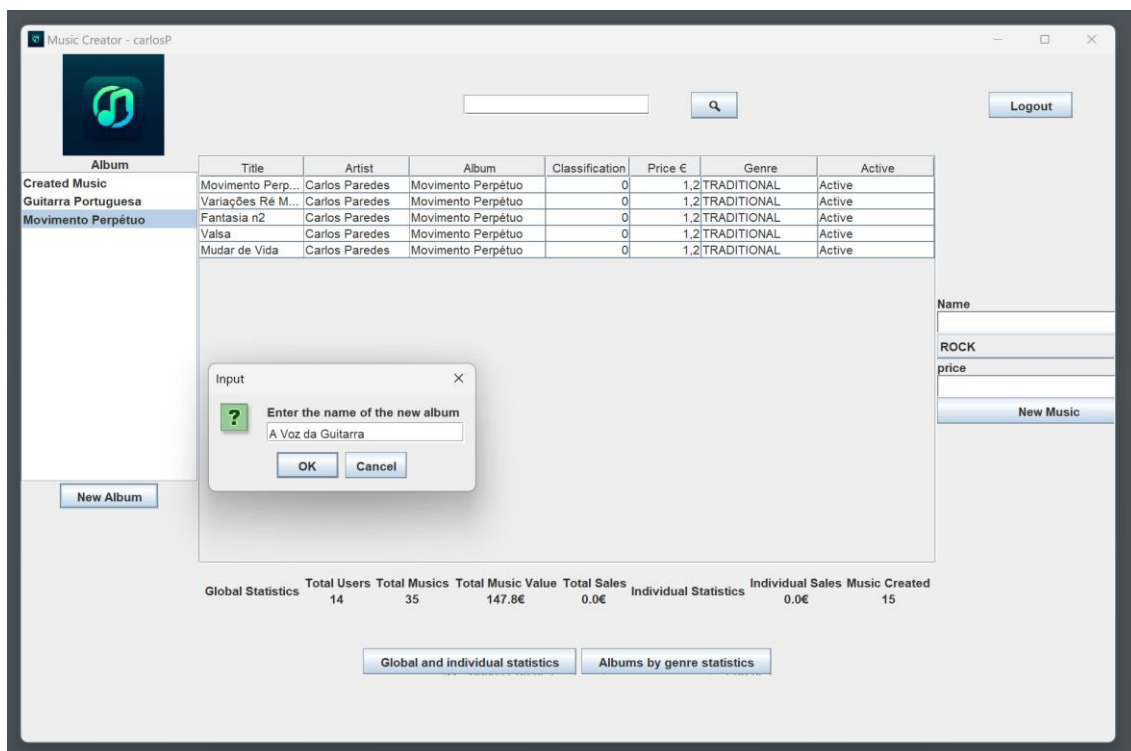 Music Creator - carlosP
Logout
Album
Created Music
Guitarra Portuguesa
Movimento Perpétuo
New Album
Title Artist Album Classification Price € Genre Active
Movimento Perp... Carlos Paredes Movimento Perpétuo 0 1,2 TRADITIONAL Active
Variações Ré M... Carlos Paredes Movimento Perpétuo 0 1,2 TRADITIONAL Active
Fantasia n2 Carlos Paredes Movimento Perpétuo 0 1,2 TRADITIONAL Active
Valsa Carlos Paredes Movimento Perpétuo 0 1,2 TRADITIONAL Active
Mudar de Vida Carlos Paredes Movimento Perpétuo 0 1,2 TRADITIONAL Active
Input
Enter the name of the new album
A Voz da Guitarra
OK Cancel
Name
ROCK
price
New Music
Global Statistics Total Users Total Musics Total Music Value Total Sales Individual Statistics Individual Sales Music Created
14 35 147.8€ 0.0€ 0.0€ 15
Global and individual statistics Albums by genre statistics